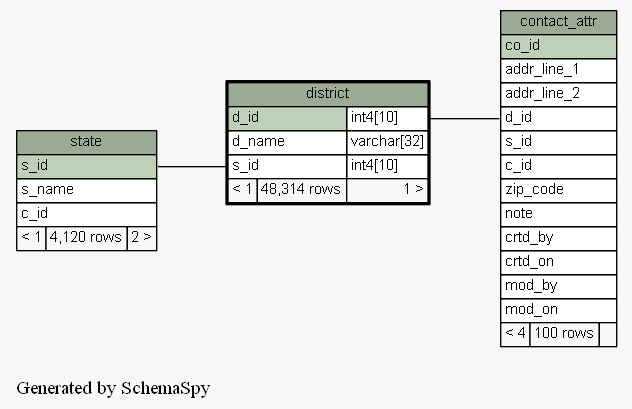 state
s_id
s_name
c_id
< 1 4,120 rows 2 >
district
d_id int4[10]
d_name varchar[32]
s_id int4[10]
< 1 48,314 rows 1 >
contact_attr
co_id
addr_line_1
addr_line_2
d_id
s_id
c_id
zip_code
note
crtd_by
crtd_on
mod_by
mod_on
< 4 100 rows
Generated by SchemaSpy